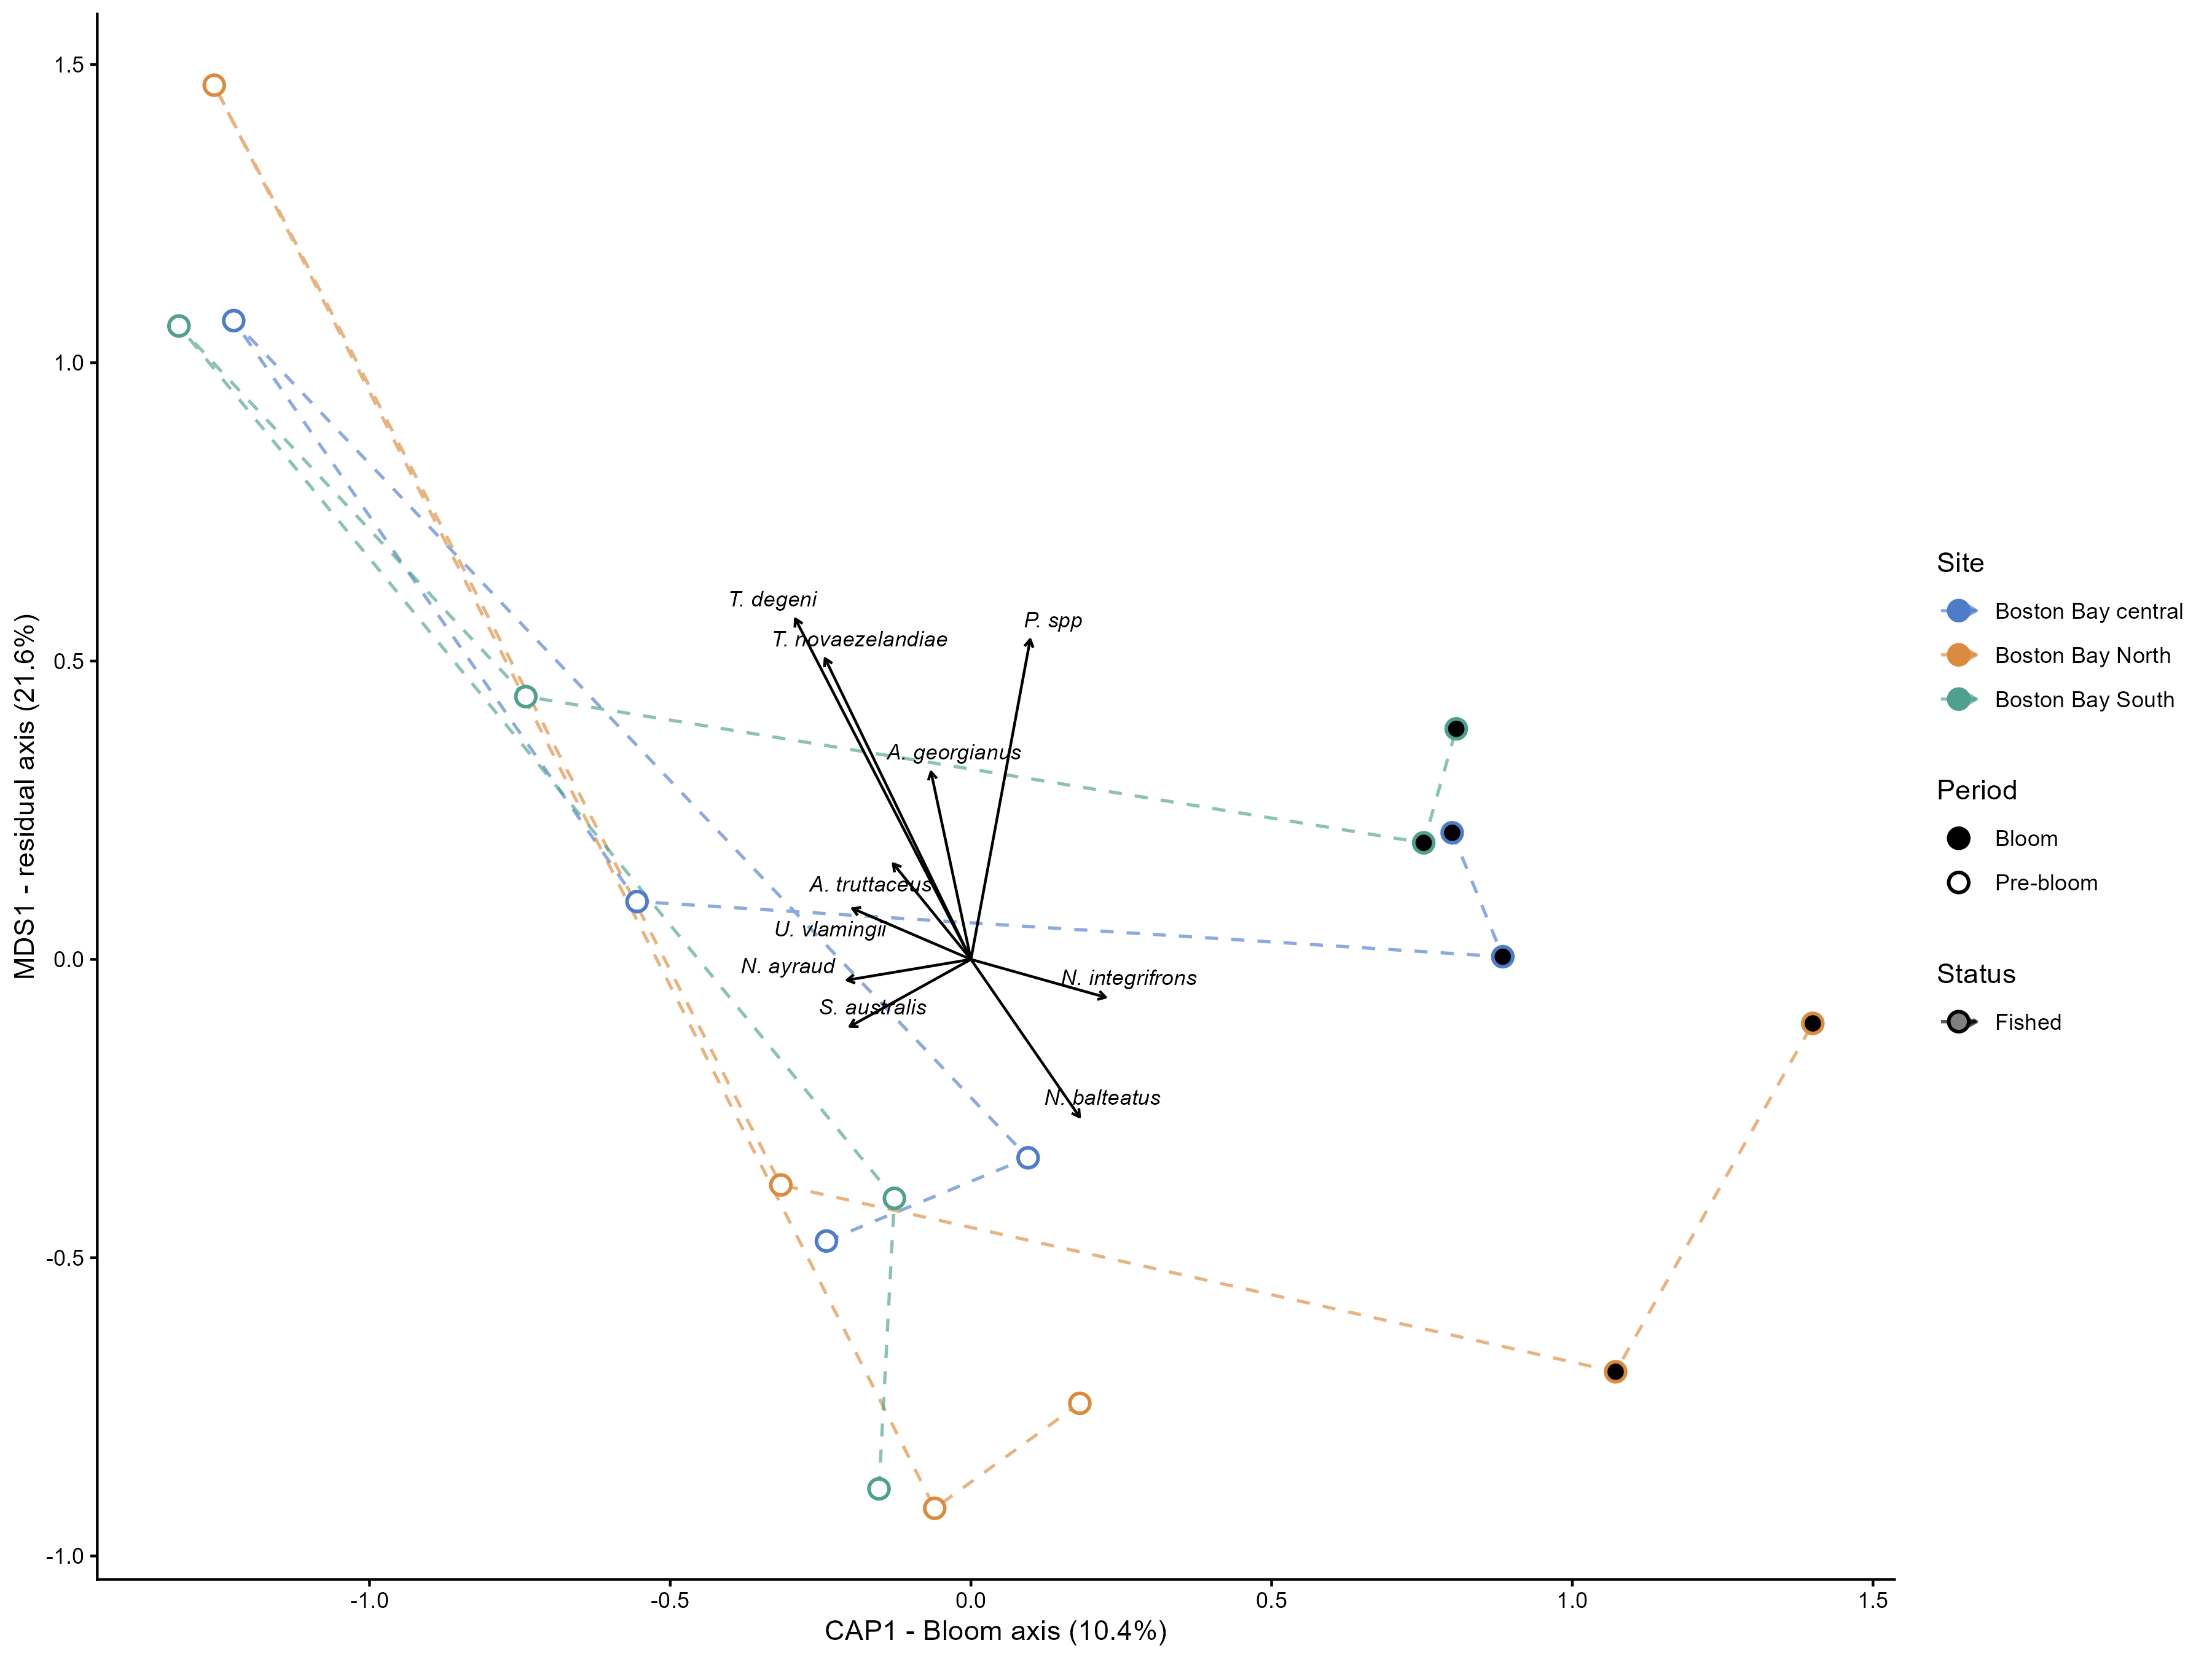 1.5
1.0
0.5
0.0
-0.5
-1.0
MDS1 - residual axis (21.6%)
T. degeni
P. spp
T. novaezelandiae
A. georgianus
A. truttaceus
U. vlamingii
N. ayraud
N. integrifrons
S. australis
N. balteatus
-1.0 -0.5 0.0 0.5 1.0 1.5
CAP1 - Bloom axis (10.4%)
Site
Boston Bay central
Boston Bay North
Boston Bay South
Period
Bloom
Pre-bloom
Status
Fished